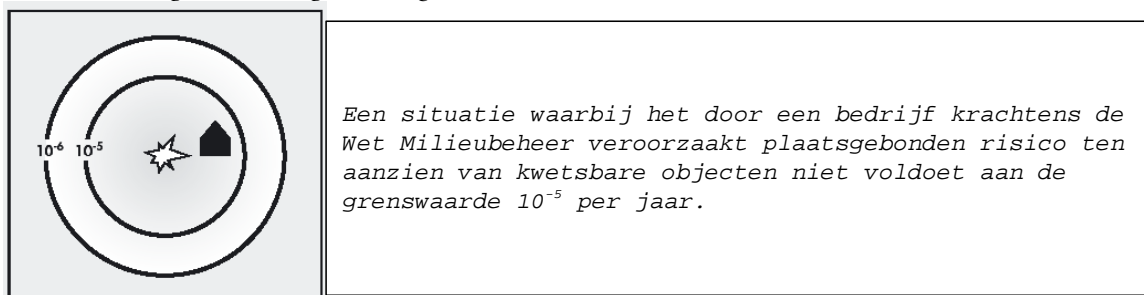 10⁻⁶ 10⁻⁵
Een situatie waarbij het door een bedrijf krachtens de
Wet Milieubeheer veroorzaakt plaatsgebonden risico ten
aanzien van kwetsbare objecten niet voldoet aan de
grenswaarde 10⁻⁵ per jaar.